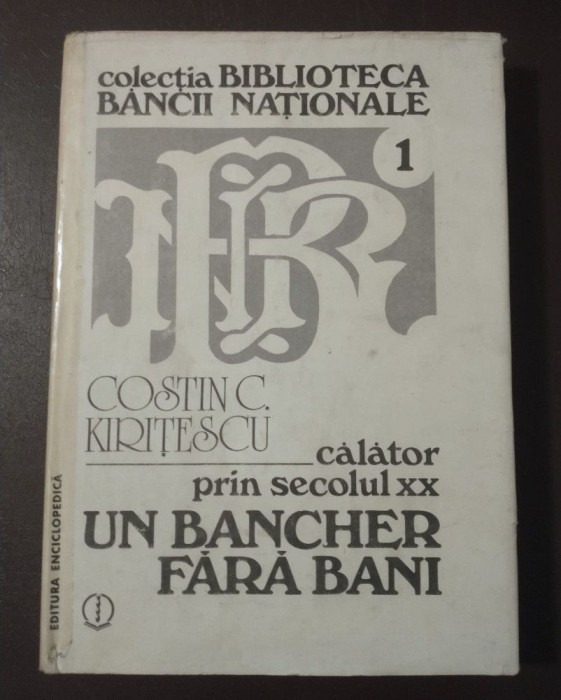 colecția BIBLIOTECA
BĂNCII NAȚIONALE
1
COSTIN C.
KIRIȚESCU
călător
prin secolul XX
UN BANCHER
FĂRĂ BANI
EDITURA ENCICLOPEDICĂ